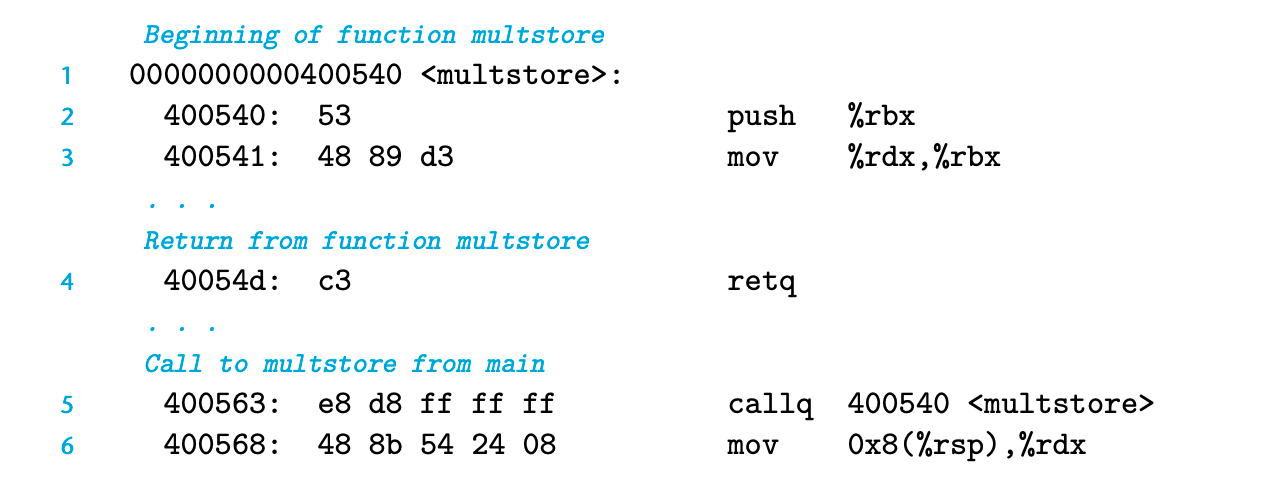 Beginning of function multstore
1 0000000000400540 <multstore>:
2 400540: 53 push %rbx
3 400541: 48 89 d3 mov %rdx,%rbx
. . .
Return from function multstore
4 40054d: c3 retq
. . .
Call to multstore from main
5 400563: e8 d8 ff ff ff callq 400540 <multstore>
6 400568: 48 8b 54 24 08 mov 0x8(%rsp),%rdx